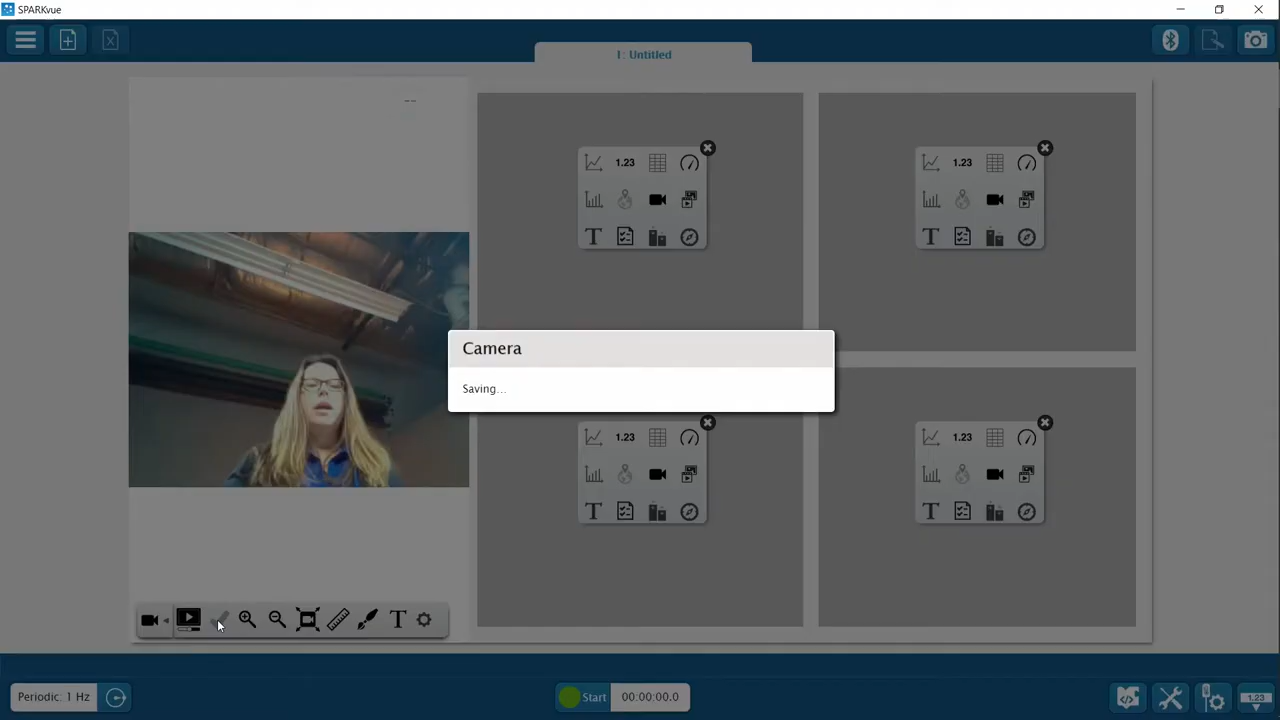 SPARKvue
1: Untitled
--
1.23
1.23
Camera
Saving...
1.23
1.23
T
T
T
T
T
Periodic: 1 Hz
Start
00:00:00.0
1.23